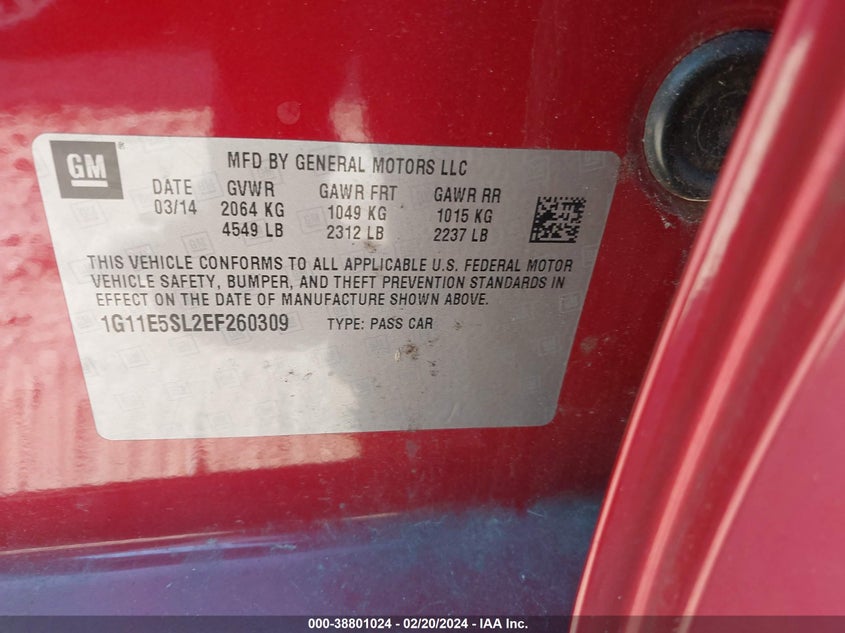 GM
MFD BY GENERAL MOTORS LLC
DATE GVWR GAWR FRT GAWR RR
03/14 2064 KG 1049 KG 1015 KG
4549 LB 2312 LB 2237 LB
THIS VEHICLE CONFORMS TO ALL APPLICABLE U.S. FEDERAL MOTOR
VEHICLE SAFETY, BUMPER, AND THEFT PREVENTION STANDARDS IN
EFFECT ON THE DATE OF MANUFACTURE SHOWN ABOVE.
1G11E5SL2EF260309 TYPE: PASS CAR
000-38801024 - 02/20/2024 - IAA Inc.